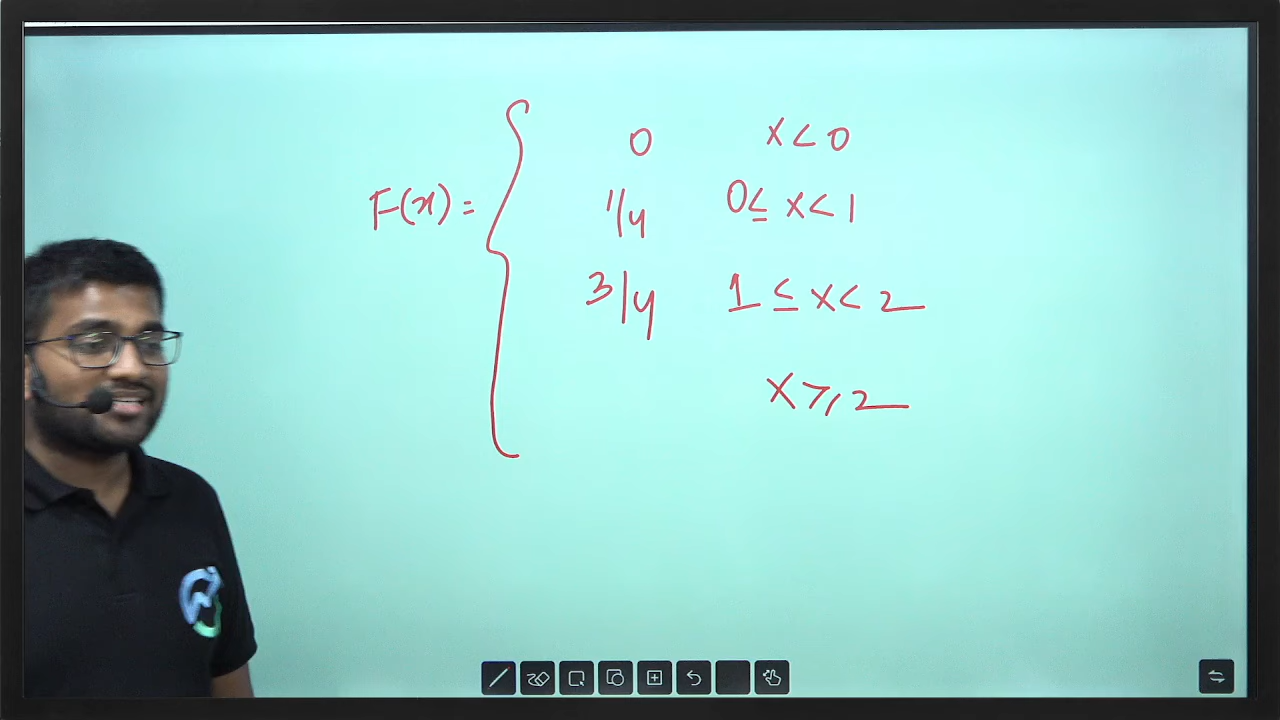 0 x < 0
F(x) = 1/4 0 ≤ x < 1
3/4 1 ≤ x < 2
x ≥ 2